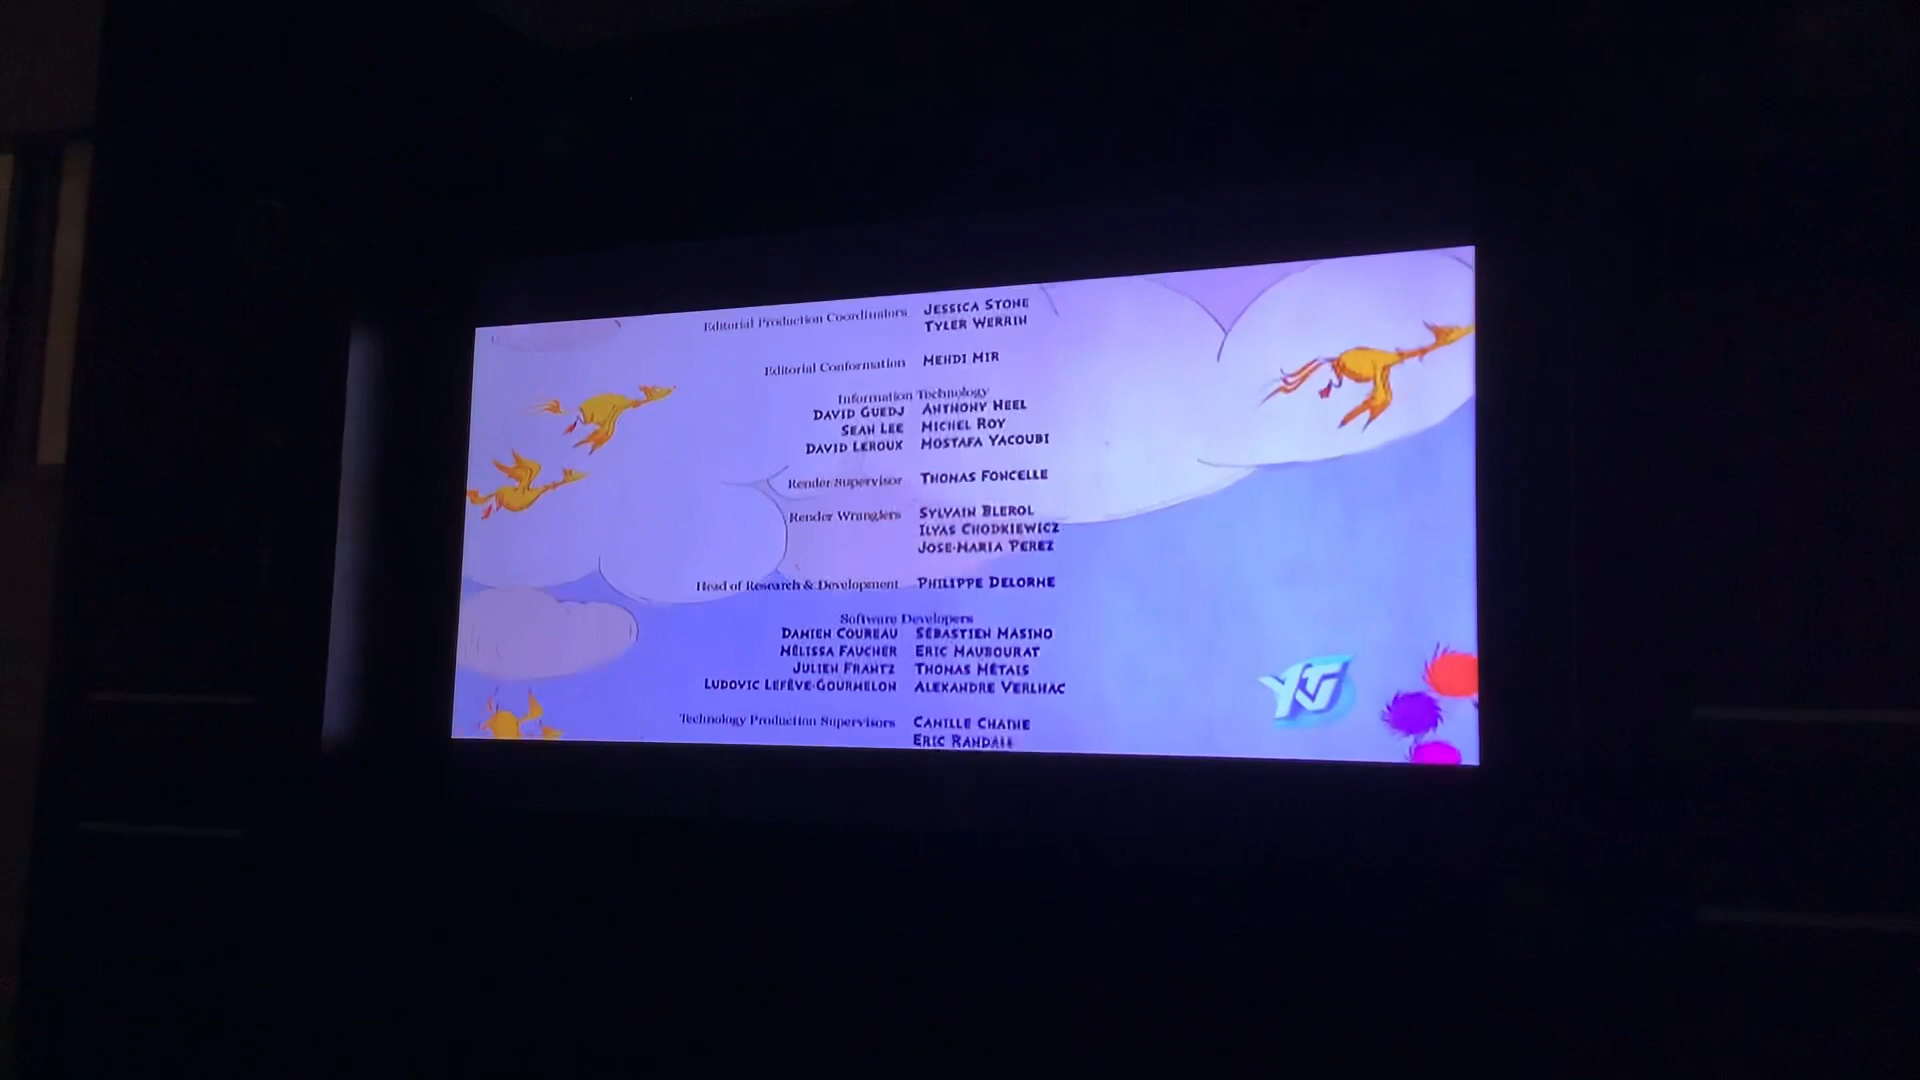 Editorial Production Coordinators JESSICA STONE
TYLER WERRIN
Editorial Conformation MEHDI MIR
Information Technology
DAVID GUEDJ ANTHONY NEEL
SEAN LEE MICHEL ROY
DAVID LEROUX MOSTAFA YACOUBI
Render Supervisor THOMAS FONCELLE
Render Wranglers SYLVAIN BLEROL
ILYAS CHODKIEWICZ
JOSE-MARIA PEREZ
Head of Research & Development PHILIPPE DELORME
Software Developers
DAMIEN COUREAU SÉBASTIEN MASINO
MÉLISSA FAUCHER ERIC MAUBOURAT
JULIEN FRANTZ THOMAS MÉTAIS
LUDOVIC LEFÈVE-GOURMELON ALEXANDRE VERLHAC
Technology Production Supervisors CAMILLE CHAINE
ERIC RANDALL
YTV